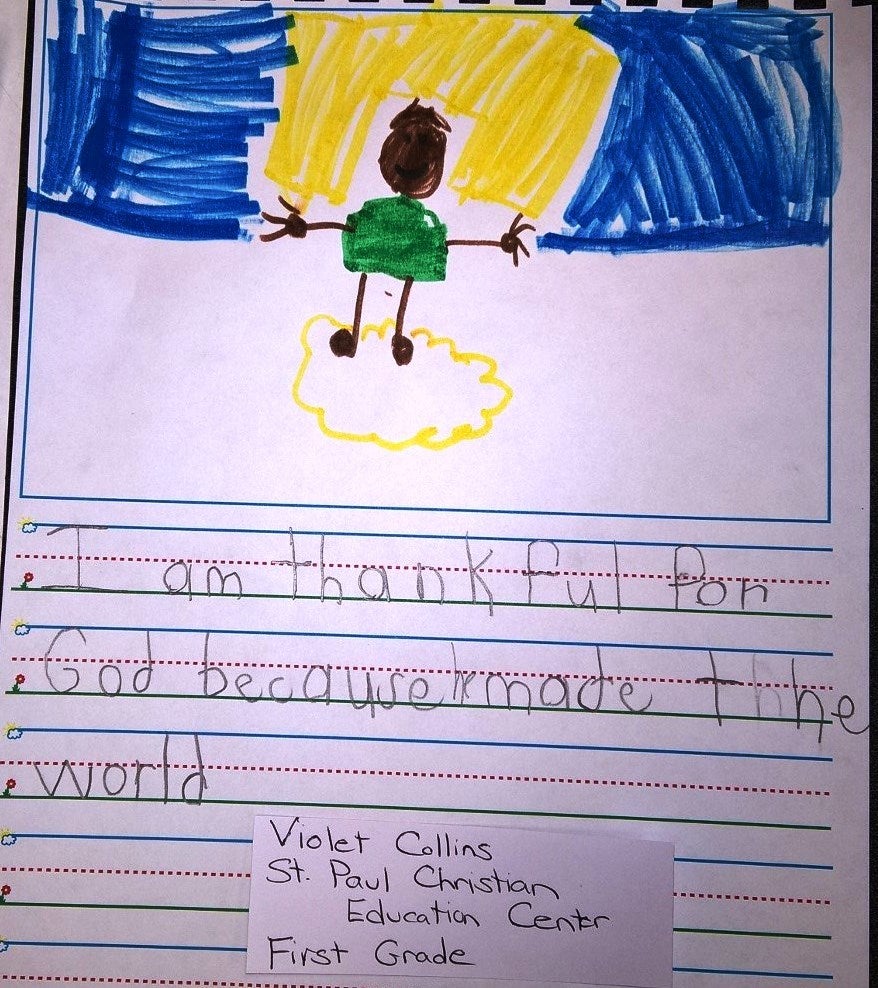 I am thankful for
God because he made the
world
Violet Collins
St. Paul Christian
Education Center
First Grade